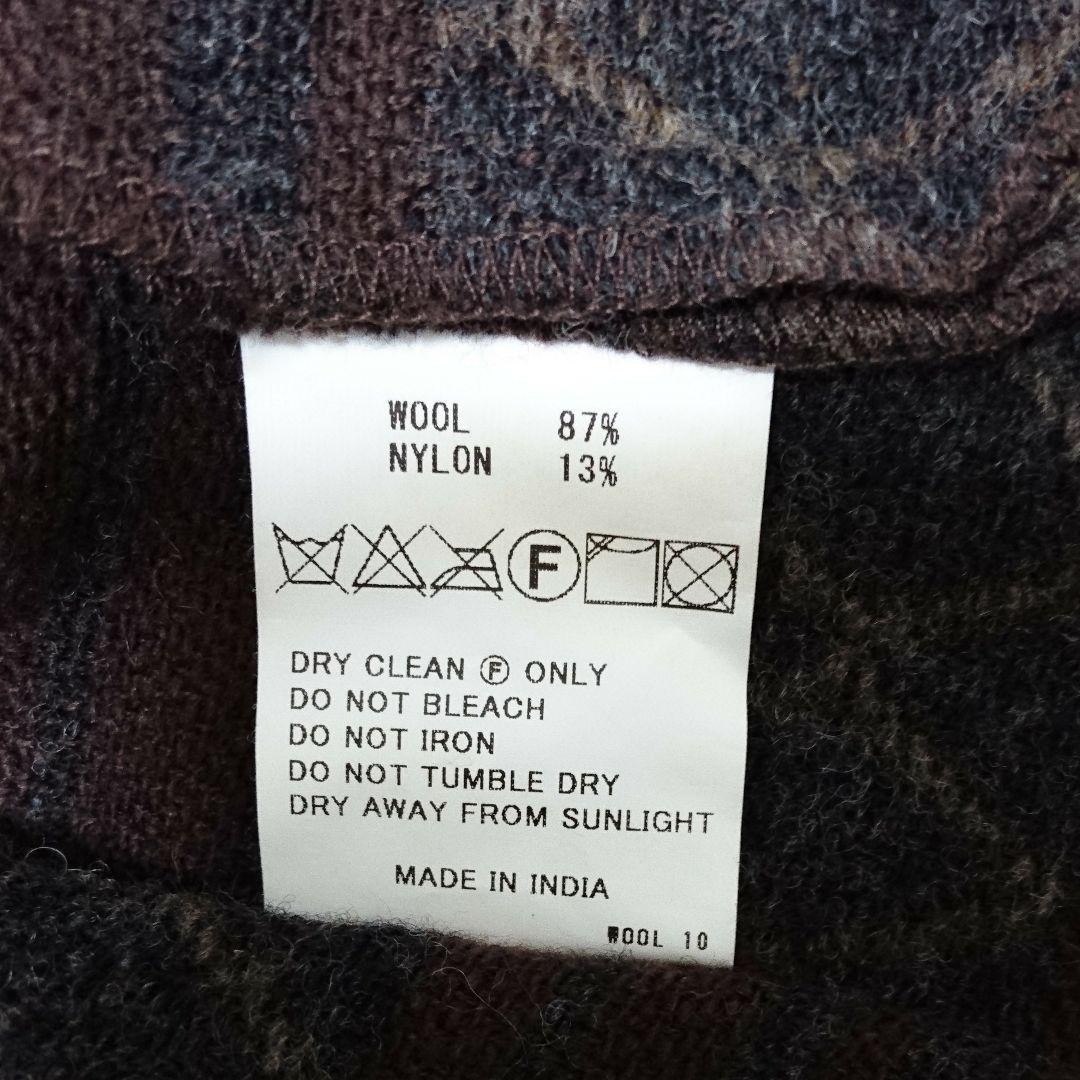 WOOL 87%
NYLON 13%
F
DRY CLEAN Ⓕ ONLY
DO NOT BLEACH
DO NOT IRON
DO NOT TUMBLE DRY
DRY AWAY FROM SUNLIGHT
MADE IN INDIA
WOOL 10